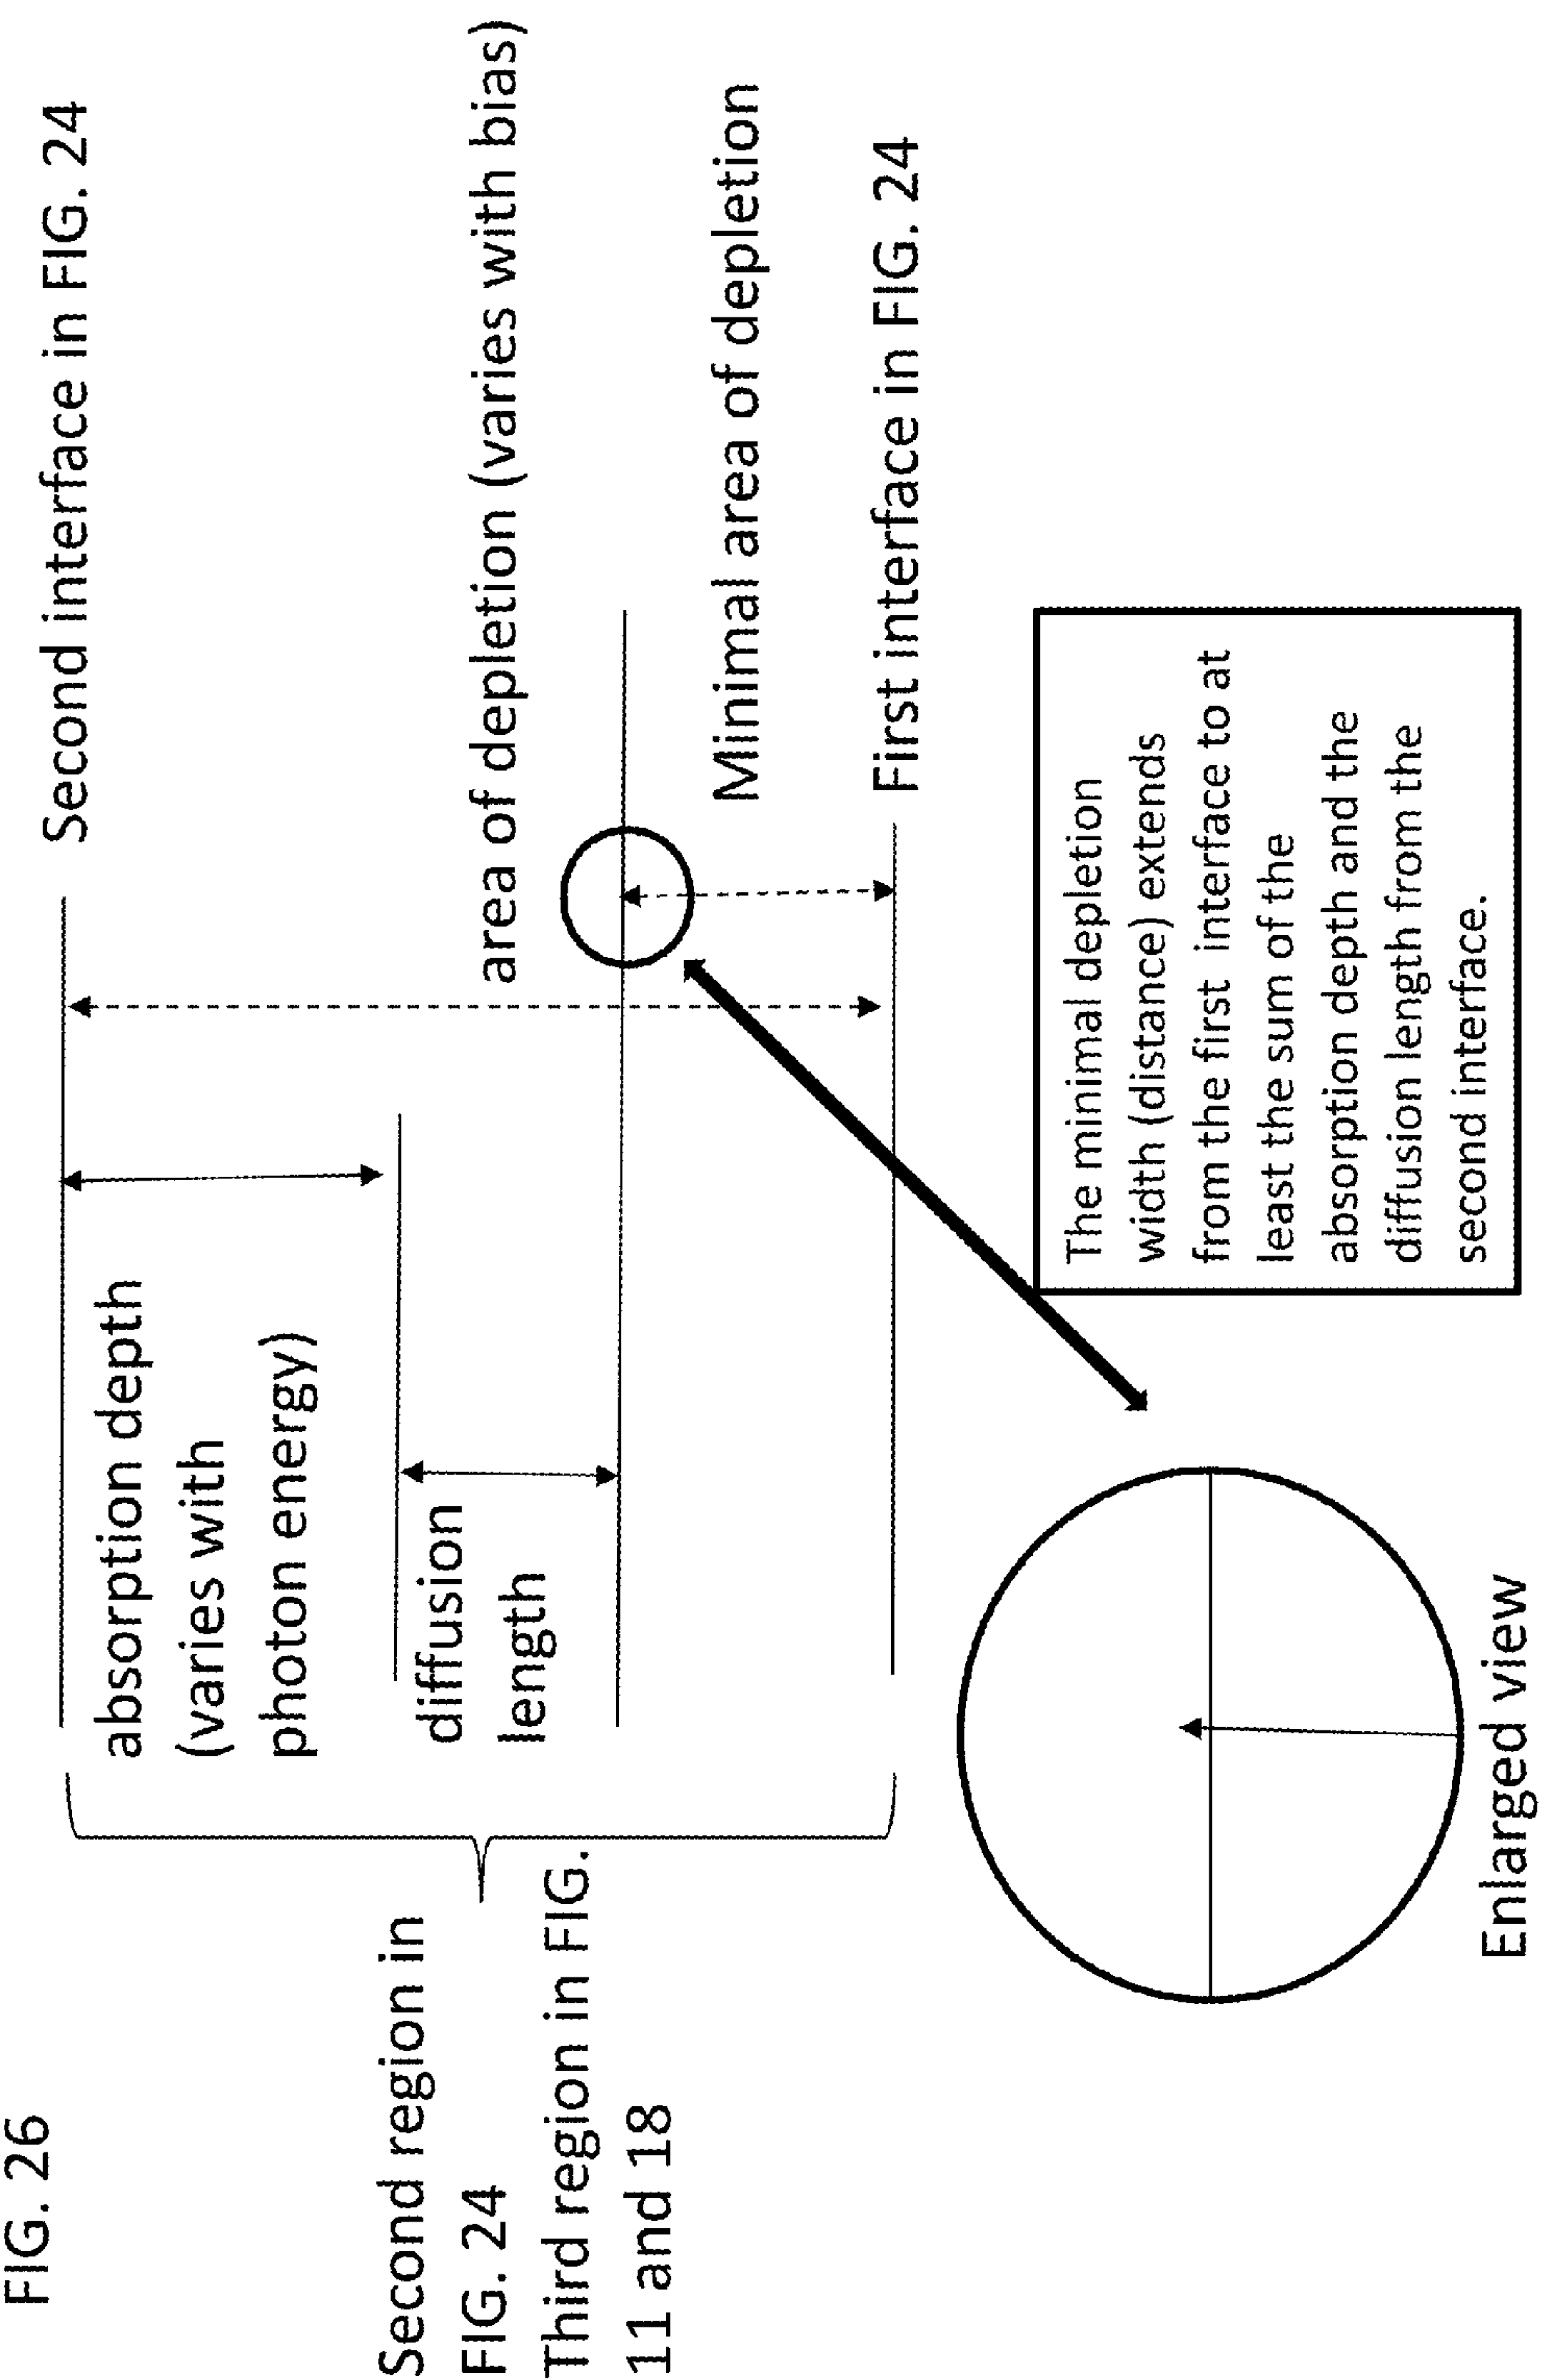 FIG. 26
Second interface in FIG. 24
absorption depth
(varies with
photon energy)
area of depletion (varies with bias)
Second region in
FIG. 24
Third region in FIG.
11 and 18
diffusion
length
Minimal area of depletion
First interface in FIG. 24
The minimal depletion
width (distance) extends
from the first interface to at
least the sum of the
absorption depth and the
diffusion length from the
second interface.
Enlarged view